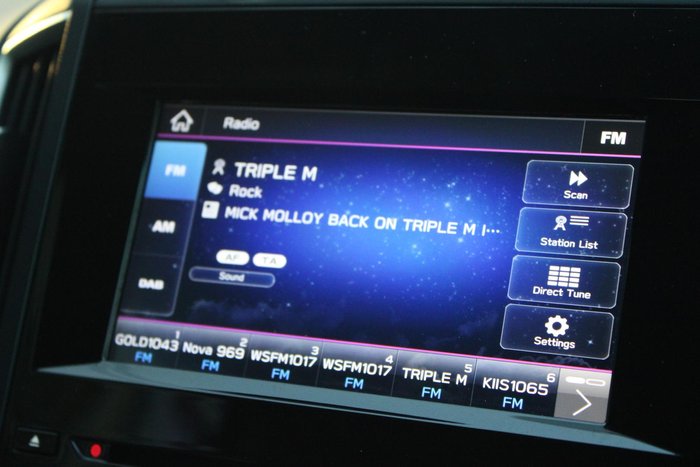 Radio
FM
FM
AM
DAB
TRIPLE M
Rock
MICK MOLLOY BACK ON TRIPLE M |...
AF TA
Sound
Scan
Station List
Direct Tune
Settings
1 GOLD1043 FM
2 Nova 969 FM
3 WSFM1017 FM
4 WSFM1017 FM
5 TRIPLE M FM
6 KIIS1065 FM